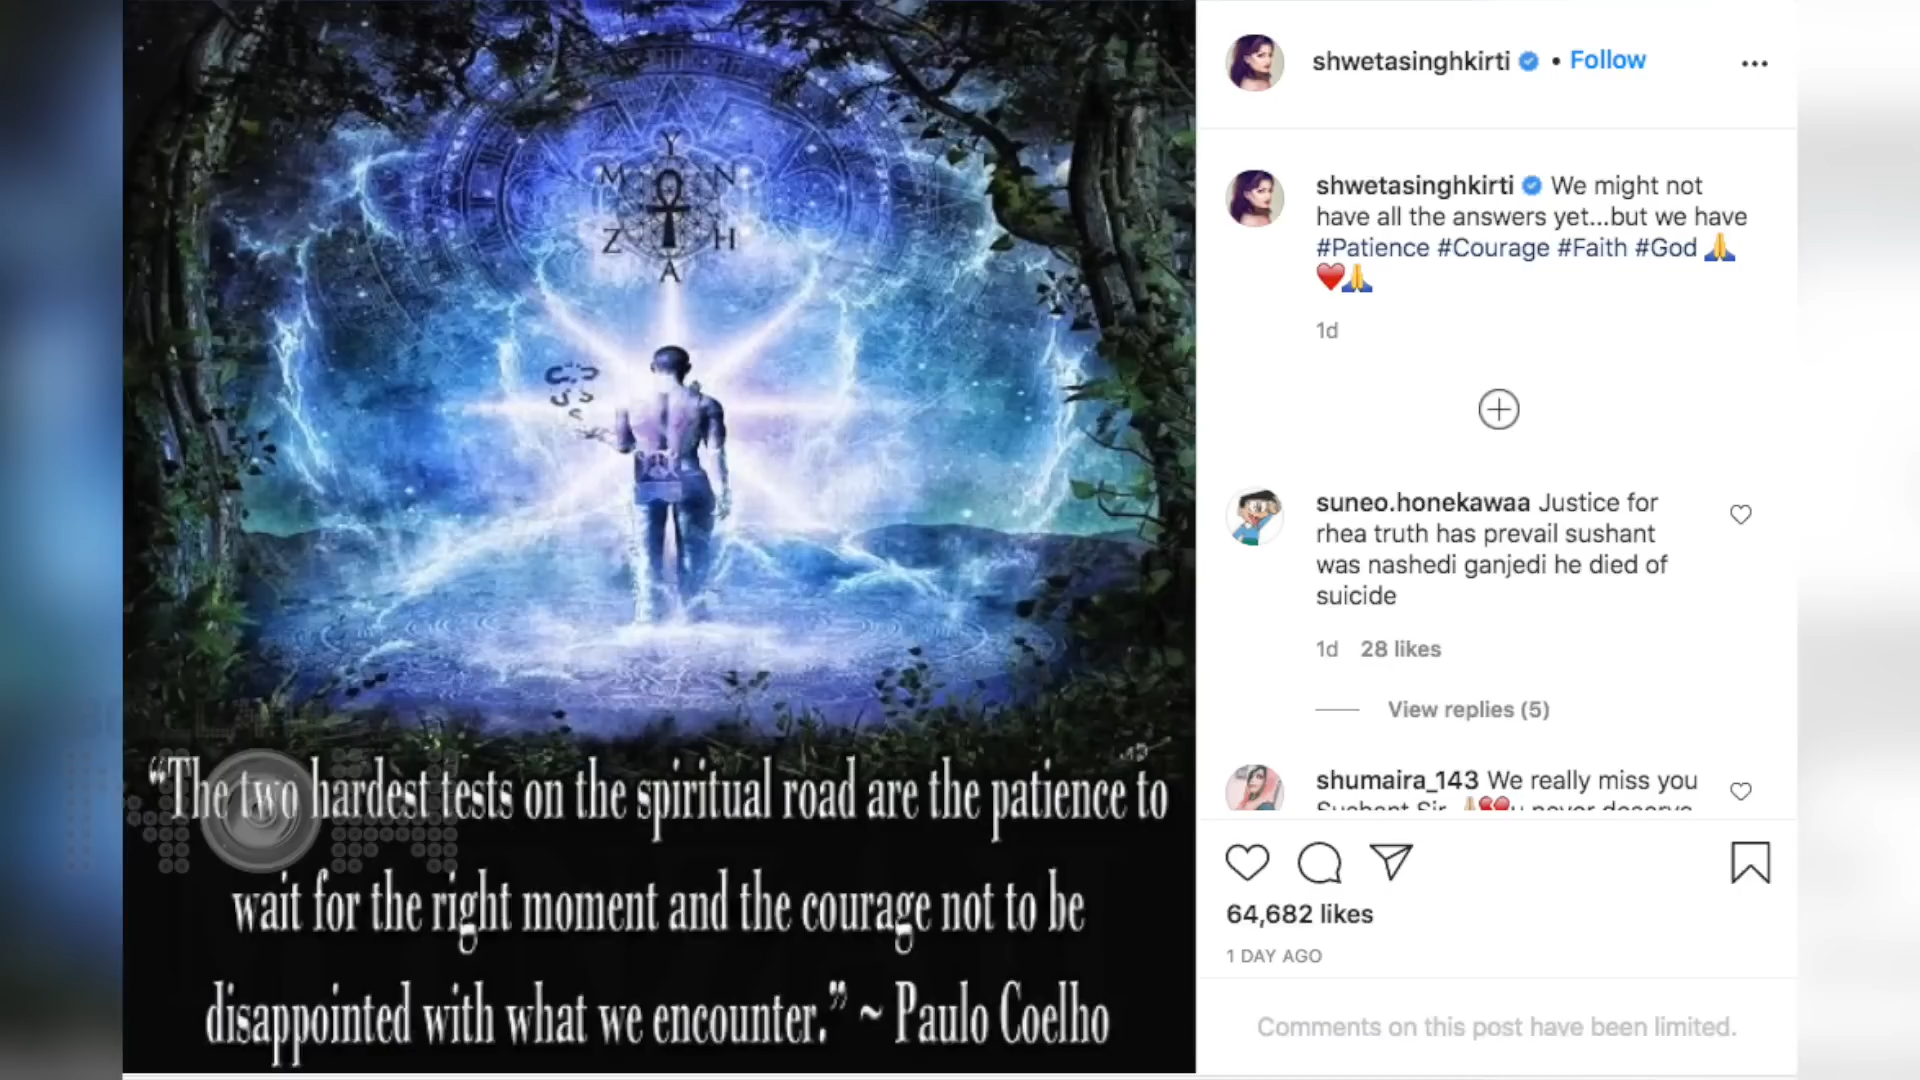 Y
M N
Z H
A
“The two hardest tests on the spiritual road are the patience to
wait for the right moment and the courage not to be
disappointed with what we encounter.” ~ Paulo Coelho
shwetasinghkirti • Follow
shwetasinghkirti We might not
have all the answers yet...but we have
#Patience #Courage #Faith #God 🙏
❤️🙏
1d
suneo.honekawaa Justice for
rhea truth has prevail sushant
was nashedi ganjedi he died of
suicide
1d 28 likes
View replies (5)
shumaira_143 We really miss you
Sushant Sir
64,682 likes
1 DAY AGO
Comments on this post have been limited.